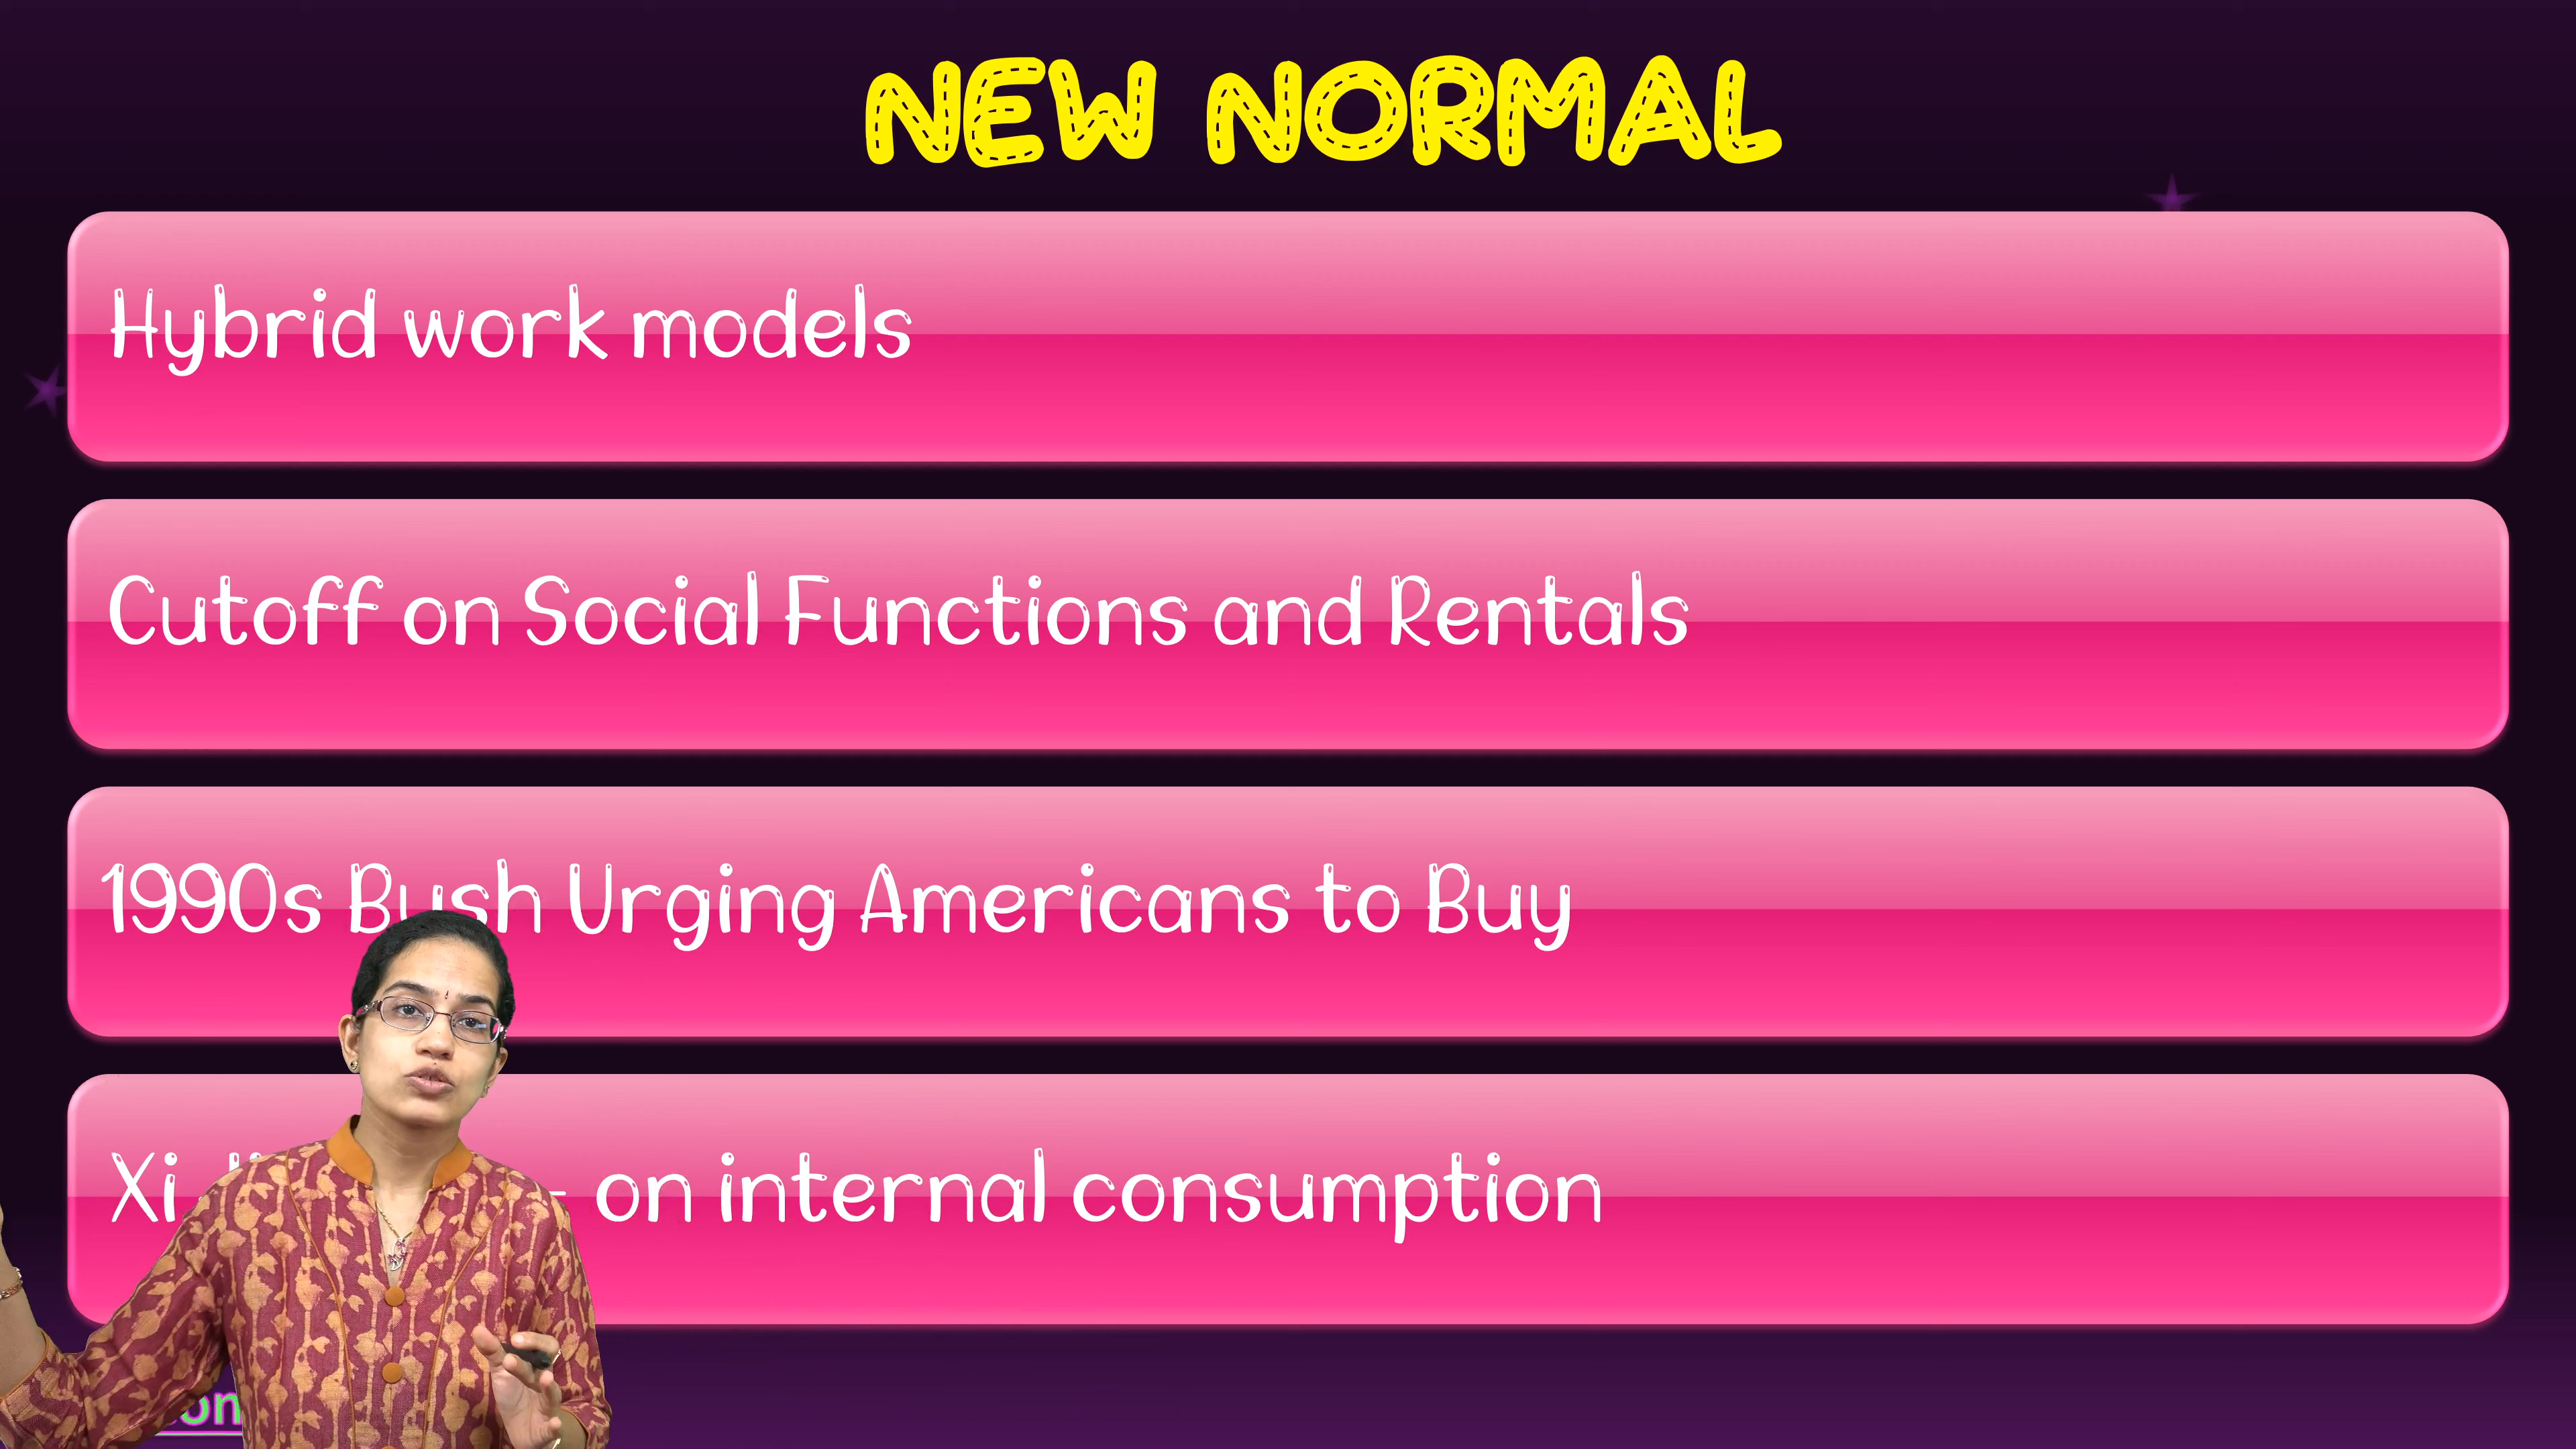 NEW NORMAL
Hybrid work models
Cutoff on Social Functions and Rentals
1990s Bush Urging Americans to Buy
Xi - on internal consumption